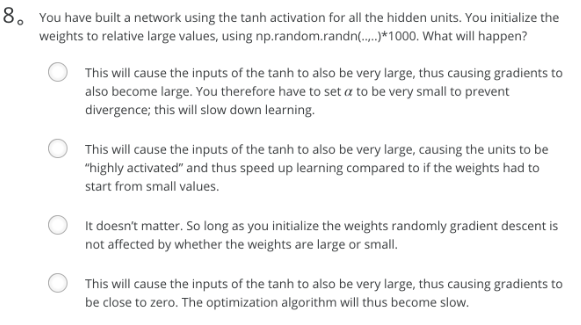 8. You have built a network using the tanh activation for all the hidden units. You initialize the
weights to relative large values, using np.random.randn(..,..)*1000. What will happen?
This will cause the inputs of the tanh to also be very large, thus causing gradients to
also become large. You therefore have to set α to be very small to prevent
divergence; this will slow down learning.
This will cause the inputs of the tanh to also be very large, causing the units to be
“highly activated” and thus speed up learning compared to if the weights had to
start from small values.
It doesn't matter. So long as you initialize the weights randomly gradient descent is
not affected by whether the weights are large or small.
This will cause the inputs of the tanh to also be very large, thus causing gradients to
be close to zero. The optimization algorithm will thus become slow.